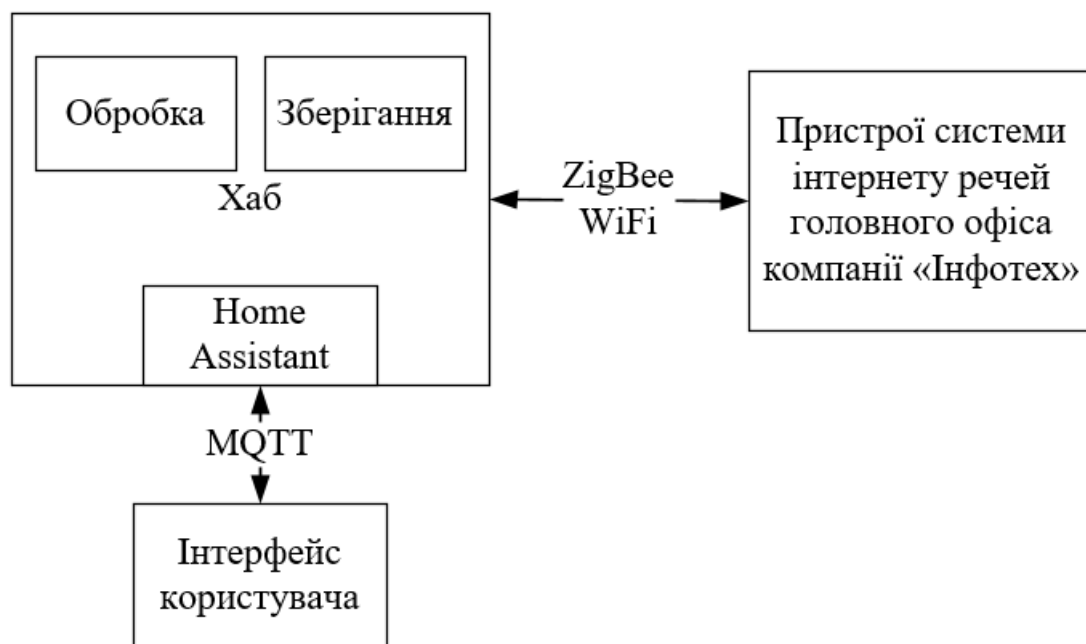 Обробка
Зберігання
Хаб
Home
Assistant
ZigBee
WiFi
Пристрої системи
інтернету речей
головного офіса
компанії «Інфотех»
MQTT
Інтерфейс
користувача